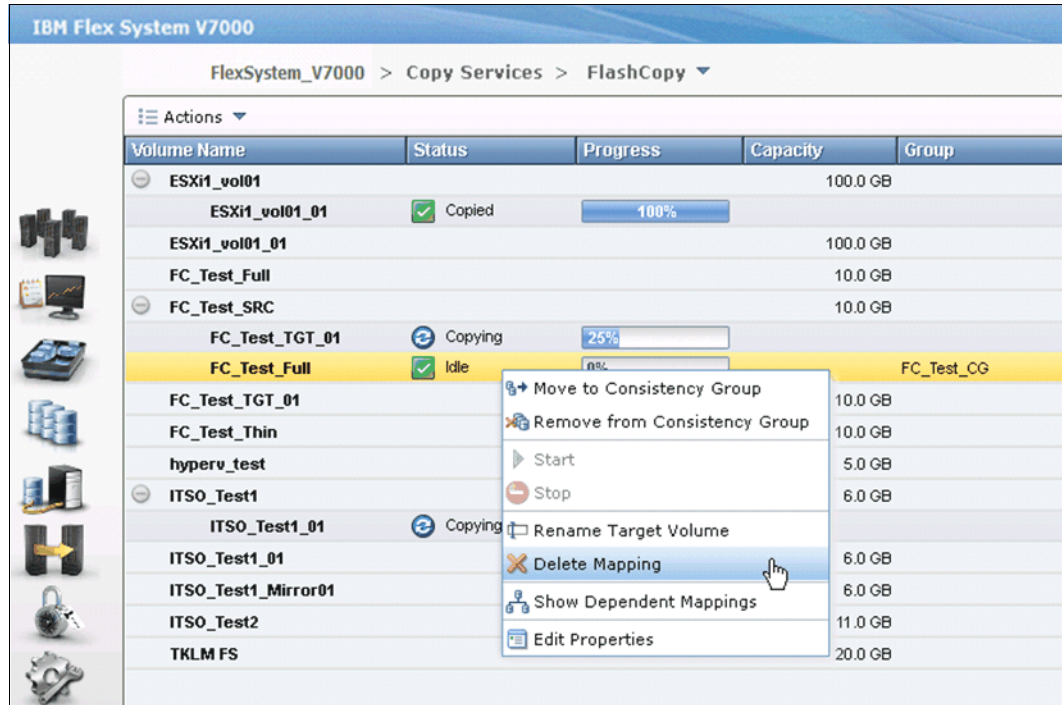 IBM Flex System V7000
FlexSystem_V7000 > Copy Services > FlashCopy
Actions
Volume Name Status Progress Capacity Group
ESXi1_vol01 100.0 GB
ESXi1_vol01_01 Copied 100%
ESXi1_vol01_01 100.0 GB
FC_Test_Full 10.0 GB
FC_Test_SRC 10.0 GB
FC_Test_TGT_01 Copying 25%
FC_Test_Full Idle 0% FC_Test_CG
Move to Consistency Group
FC_Test_TGT_01 10.0 GB
Remove from Consistency Group
FC_Test_Thin 10.0 GB
Start
hyperv_test 5.0 GB
Stop
ITSO_Test1 6.0 GB
ITSO_Test1_01 Copying
Rename Target Volume
ITSO_Test1_01 6.0 GB
Delete Mapping
ITSO_Test1_Mirror01 6.0 GB
Show Dependent Mappings
ITSO_Test2 11.0 GB
Edit Properties
TKLM FS 20.0 GB